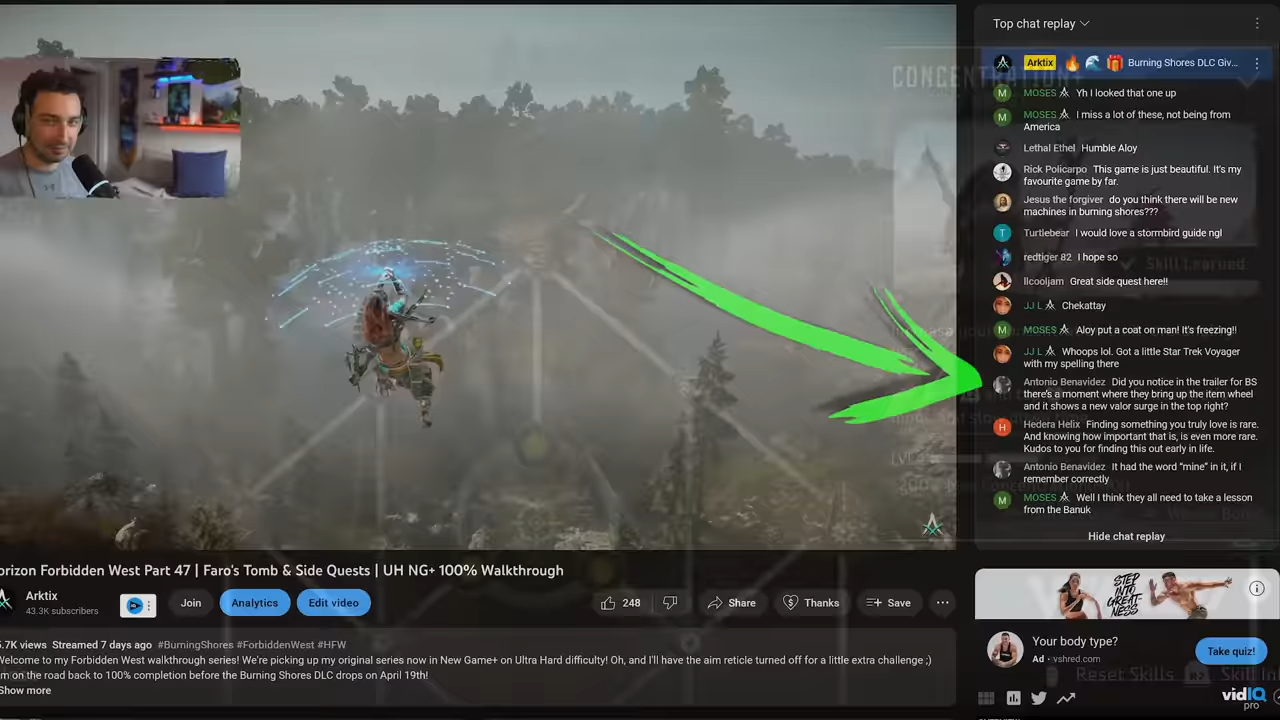 Top chat replay
Arktix Burning Shores DLC Giv...
CONCENTRATION+
MOSES Yh I looked that one up
MOSES I miss a lot of these, not being from
America
Lethal Ethel Humble Aloy
Rick Policarpo This game is just beautiful. It's my
favourite game by far.
Jesus the forgiver do you think there will be new
machines in burning shores???
Turtlebear I would love a stormbird guide ngl
redtiger 82 I hope so
Skill Learned
llcooljam Great side quest here!!
JJ L Chekattay
MOSES Aloy put a coat on man! It's freezing!!
JJ L Whoops lol. Got a little Star Trek Voyager
with my spelling there
Antonio Benavidez Did you notice in the trailer for BS
there's a moment where they bring up the item wheel
and it shows a new valor surge in the top right?
Hedera Helix Finding something you truly love is rare.
And knowing how important that is, is even more rare.
Kudos to you for finding this out early in life.
Antonio Benavidez It had the word "mine" in it, if I
remember correctly
MOSES Well I think they all need to take a lesson
from the Banuk
Hide chat replay
orizon Forbidden West Part 47 | Faro's Tomb & Side Quests | UH NG+ 100% Walkthrough
Arktix
43.3K subscribers
Join
Analytics
Edit video
248
Share
Thanks
Save
5.7K views Streamed 7 days ago #BurningShores #ForbiddenWest #HFW
Welcome to my Forbidden West walkthrough series! We're picking up my original series now in New Game+ on Ultra Hard difficulty! Oh, and I'll have the aim reticle turned off for a little extra challenge ;)
'm on the road back to 100% completion before the Burning Shores DLC drops on April 19th!
Show more
STEP
INTO
GREAT
NESS
Your body type?
Ad • vshred.com
Take quiz!
Reset Skills
Skill In
vidIQ
pro